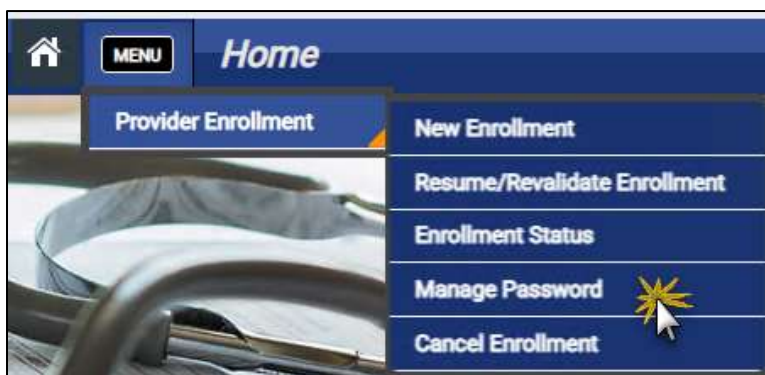 MENU Home
Provider Enrollment
New Enrollment
Resume/Revalidate Enrollment
Enrollment Status
Manage Password
Cancel Enrollment